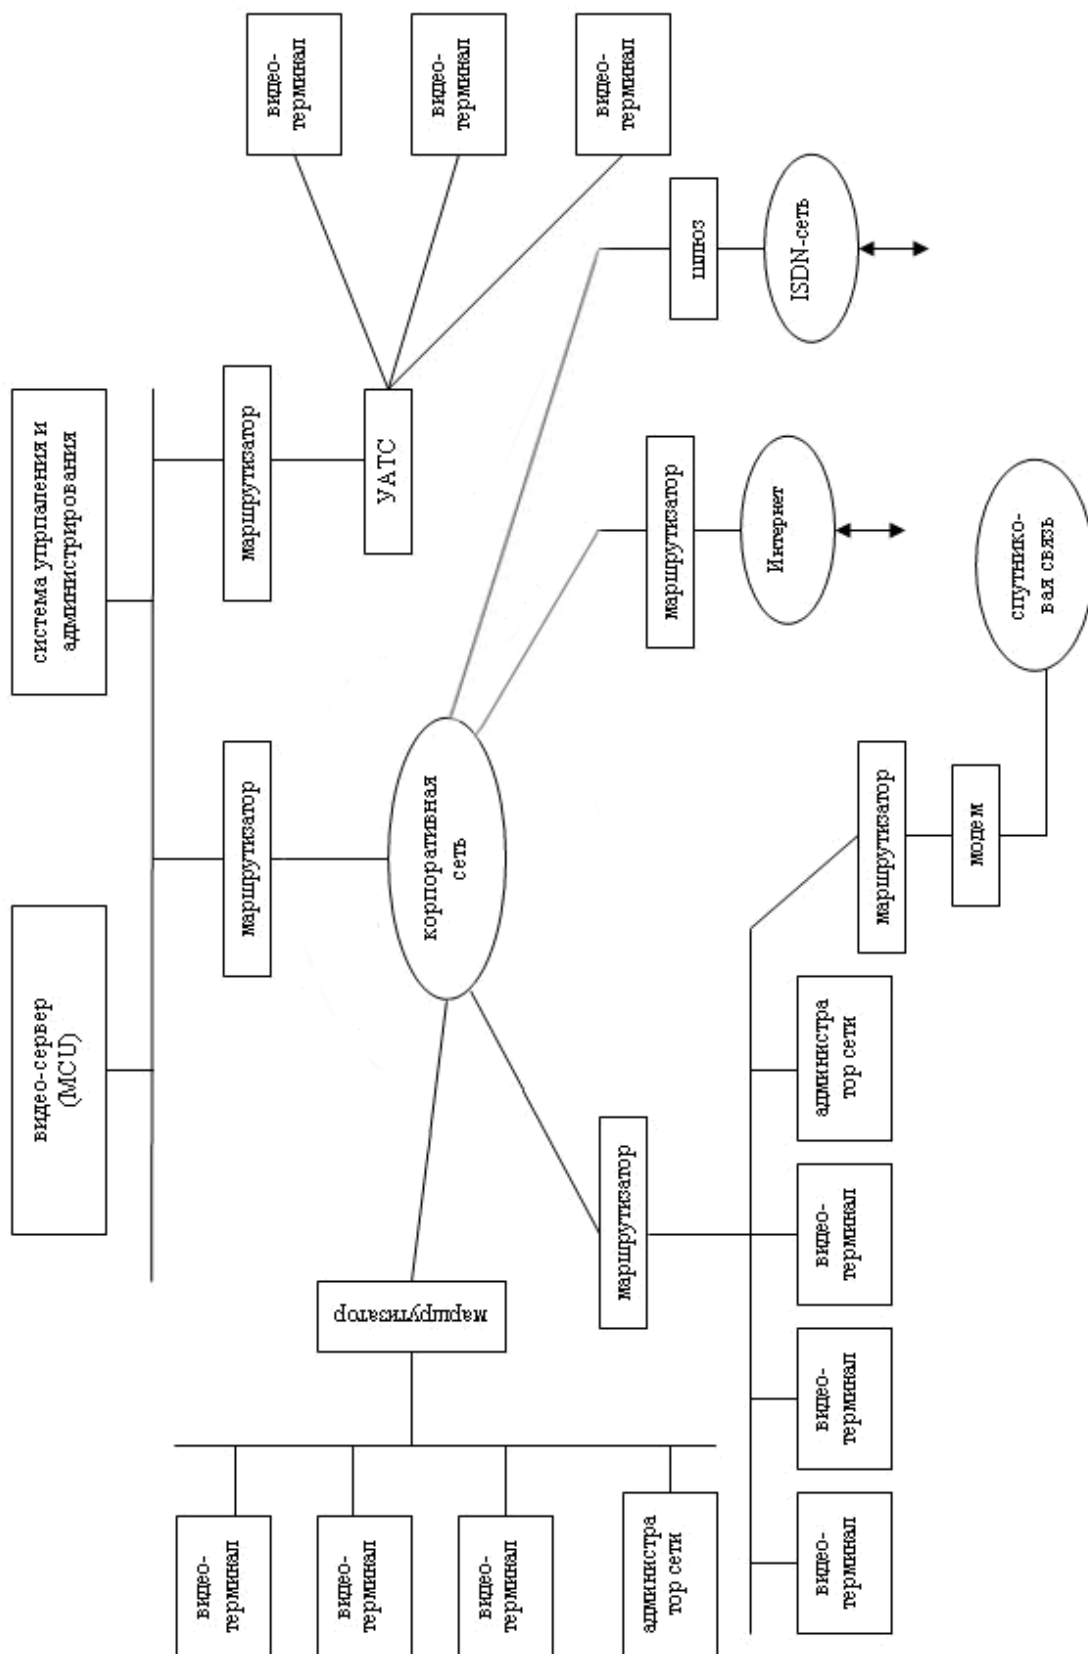 видео-сервер
(MCU)
система упрпаления и
администрирования
маршрутизатор
маршрутизатор
УАТС
видео-
терминал
видео-
терминал
видео-
терминал
корпоративная
сеть
маршрутизатор
маршрутизатор
маршрутизатор
Интернет
шлюз
ISDN-сеть
видео-
терминал
видео-
терминал
видео-
терминал
администра
тор сети
видео-
терминал
видео-
терминал
видео-
терминал
администра
тор сети
маршрутизатор
модем
спутнико-
вая связь